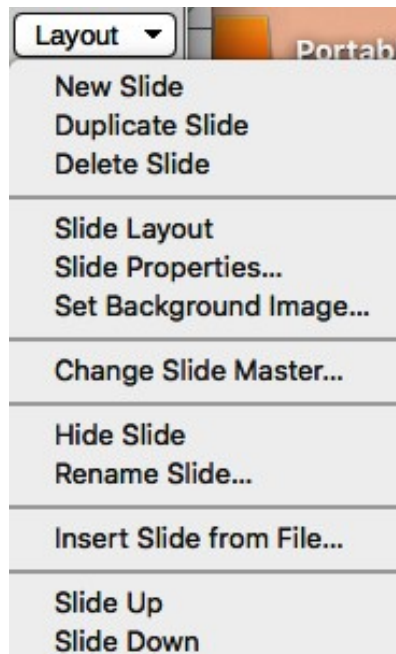 Layout
Portab
New Slide
Duplicate Slide
Delete Slide
Slide Layout
Slide Properties...
Set Background Image...
Change Slide Master...
Hide Slide
Rename Slide...
Insert Slide from File...
Slide Up
Slide Down